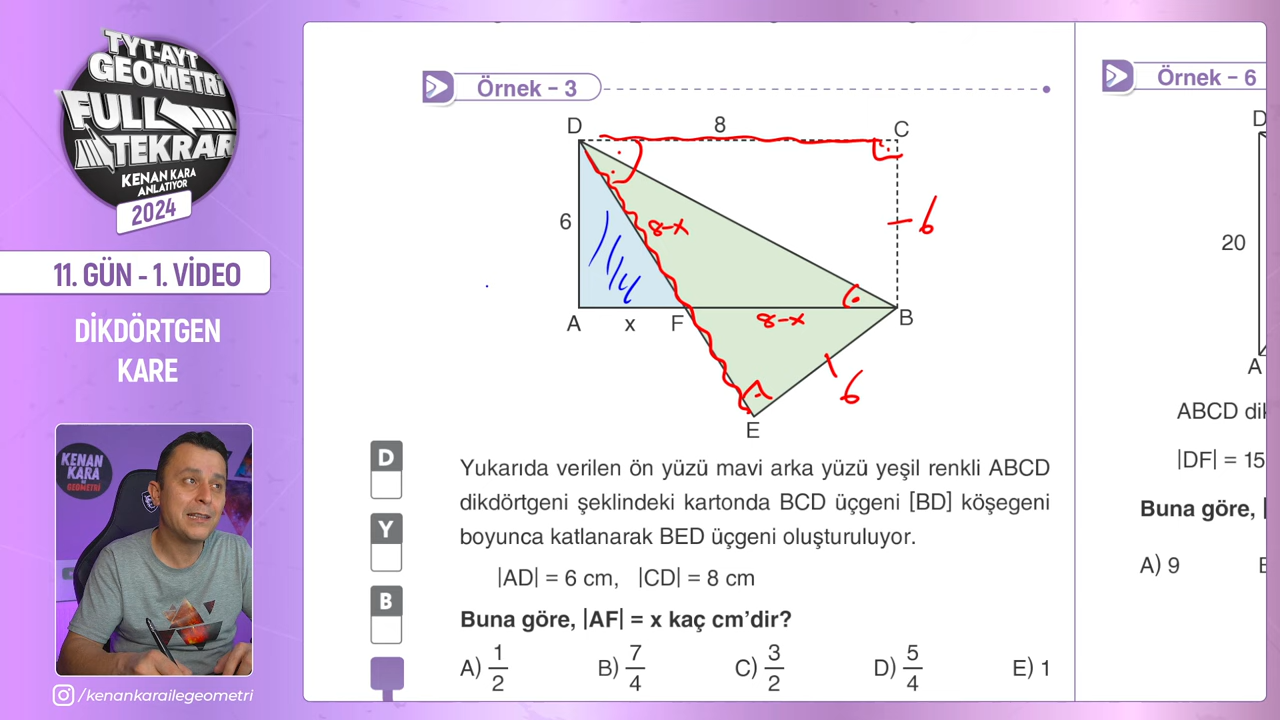 TYT-AYT
GEOMETRİ
FULL
TEKRAR
KENAN KARA
ANLATIYOR
2024
11. GÜN - 1. VİDEO
DİKDÖRTGEN
KARE
KENAN
KARA
GEOMETRİ
/kenankarailegeometri
Örnek - 3
D
8
C
6
8-x
6
A
x
F
8-x
B
6
E
D
Y
B
Yukarıda verilen ön yüzü mavi arka yüzü yeşil renkli ABCD
dikdörtgeni şeklindeki kartonda BCD üçgeni [BD] köşegeni
boyunca katlanarak BED üçgeni oluşturuluyor.
|AD| = 6 cm, |CD| = 8 cm
Buna göre, |AF| = x kaç cm'dir?
A) 1/2 B) 7/4 C) 3/2 D) 5/4 E) 1
Örnek - 6
D
20
A
ABCD di
|DF| = 15
Buna göre, |
A) 9